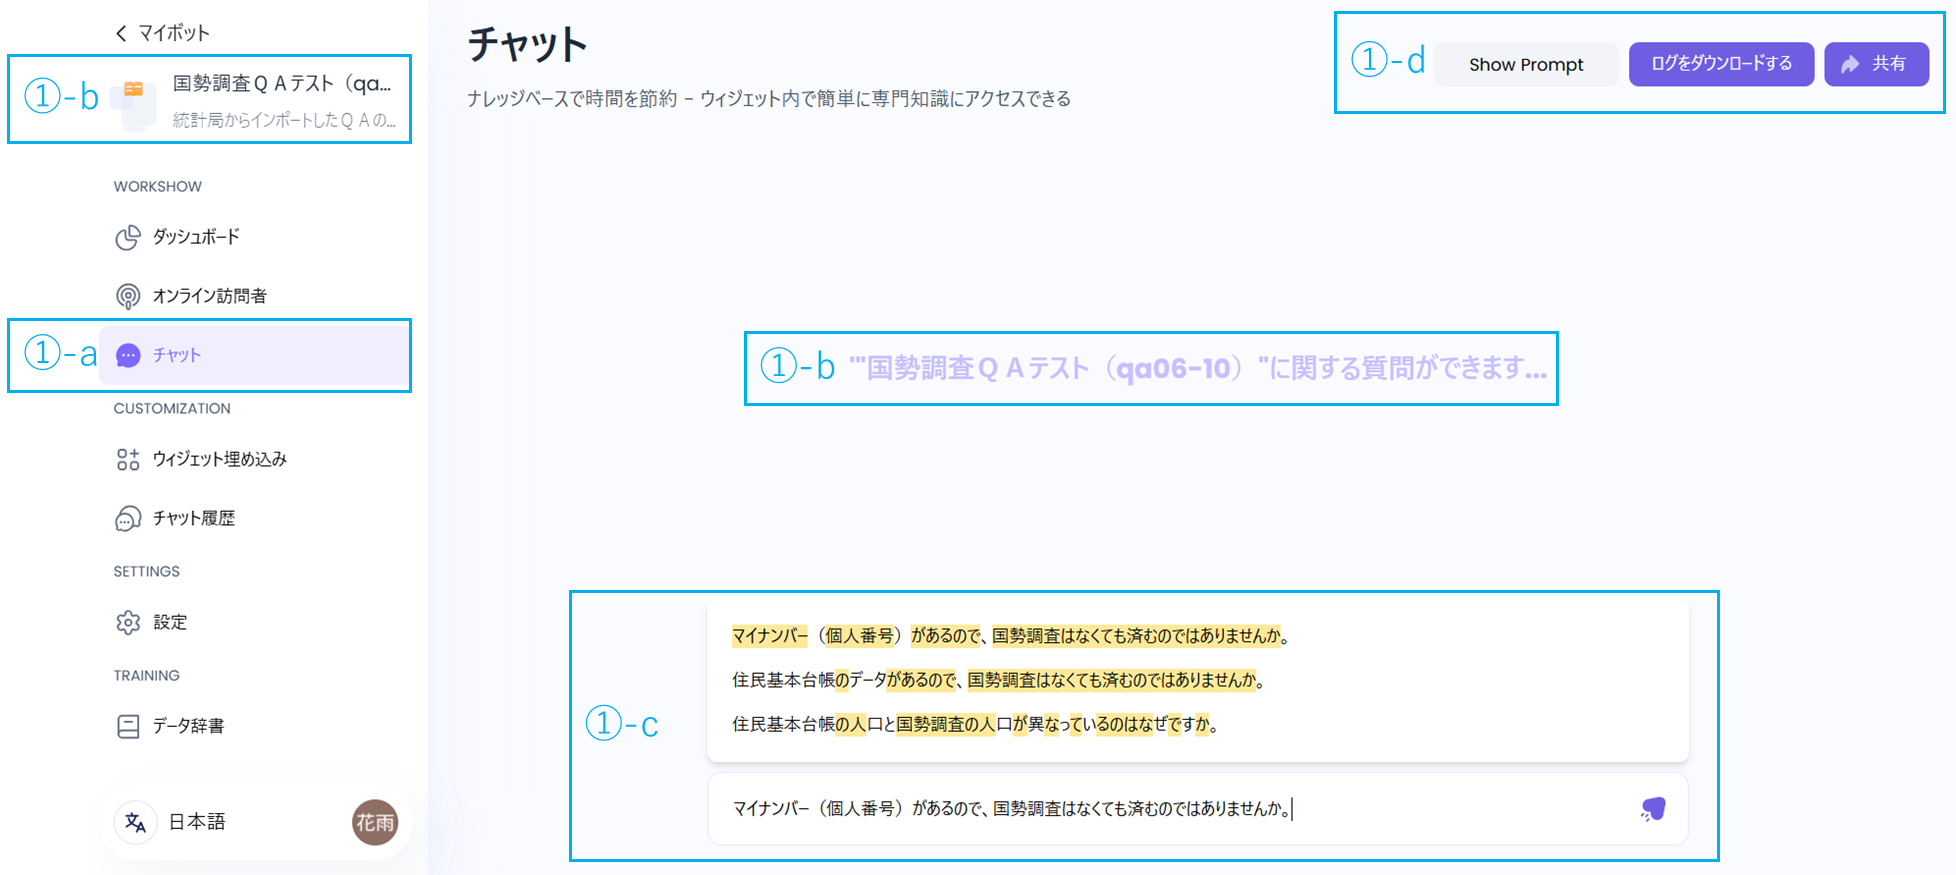 マイボット
①-b
国勢調査ＱＡテスト（qa...
統計局からインポートしたＱＡの...
WORKSHOW
ダッシュボード
オンライン訪問者
①-a
チャット
CUSTOMIZATION
ウィジェット埋め込み
チャット履歴
SETTINGS
設定
TRAINING
データ辞書
日本語
花雨
チャット
ナレッジベースで時間を節約 - ウィジェット内で簡単に専門知識にアクセスできる
①-d
Show Prompt
ログをダウンロードする
共有
①-b
'"国勢調査ＱＡテスト（qa06-10）"に関する質問ができます...
①-c
マイナンバー（個人番号）があるので、国勢調査はなくても済むのではありませんか。
住民基本台帳のデータがあるので、国勢調査はなくても済むのではありませんか。
住民基本台帳の人口と国勢調査の人口が異なっているのはなぜですか。
マイナンバー（個人番号）があるので、国勢調査はなくても済むのではありませんか。